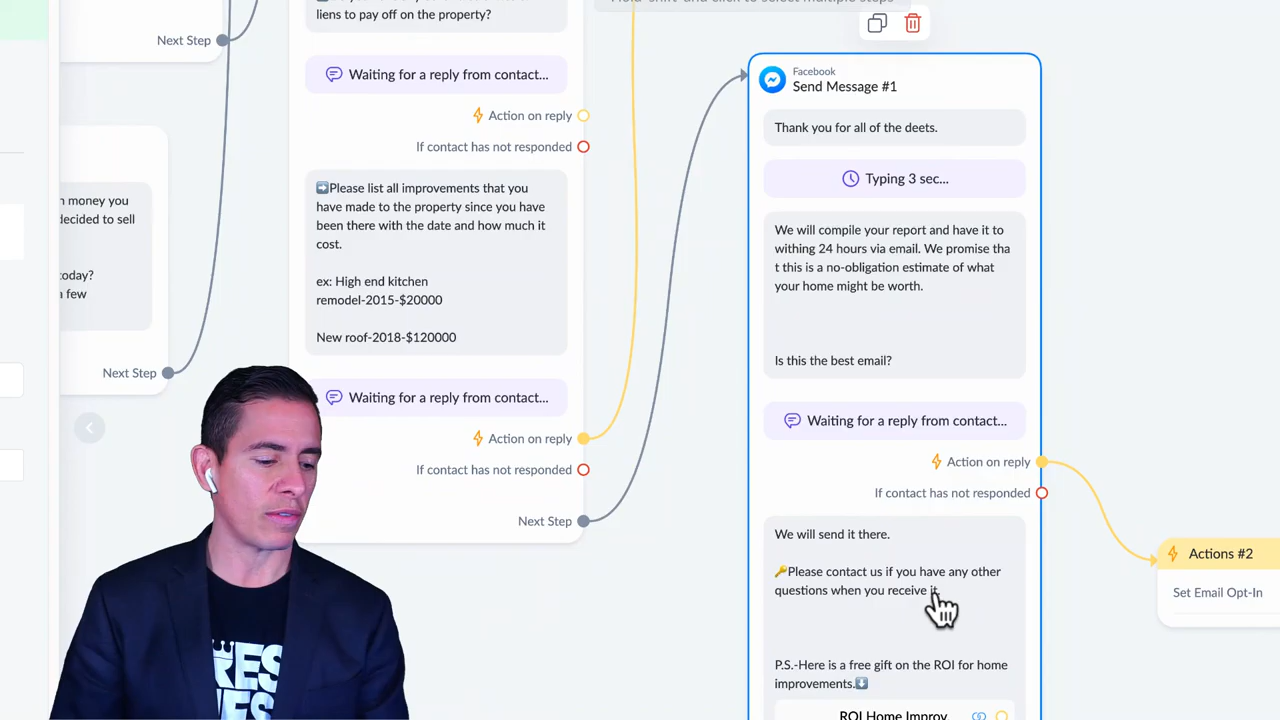 liens to pay off on the property?
Next Step
Waiting for a reply from contact...
Action on reply
If contact has not responded
➡️Please list all improvements that you
have made to the property since you have
been there with the date and how much it
cost.
ex: High end kitchen
remodel-2015-$20000
New roof-2018-$120000
Waiting for a reply from contact...
Action on reply
If contact has not responded
Next Step
money you
decided to sell
today?
a few
Next Step
Hold 'shift' and click to select multiple steps
Facebook
Send Message #1
Thank you for all of the deets.
Typing 3 sec...
We will compile your report and have it to
withing 24 hours via email. We promise tha
t this is a no-obligation estimate of what
your home might be worth.
Is this the best email?
Waiting for a reply from contact...
Action on reply
If contact has not responded
We will send it there.
🔑Please contact us if you have any other
questions when you receive it.
P.S.-Here is a free gift on the ROI for home
improvements.⬇️
ROI Home Improv.
Actions #2
Set Email Opt-In